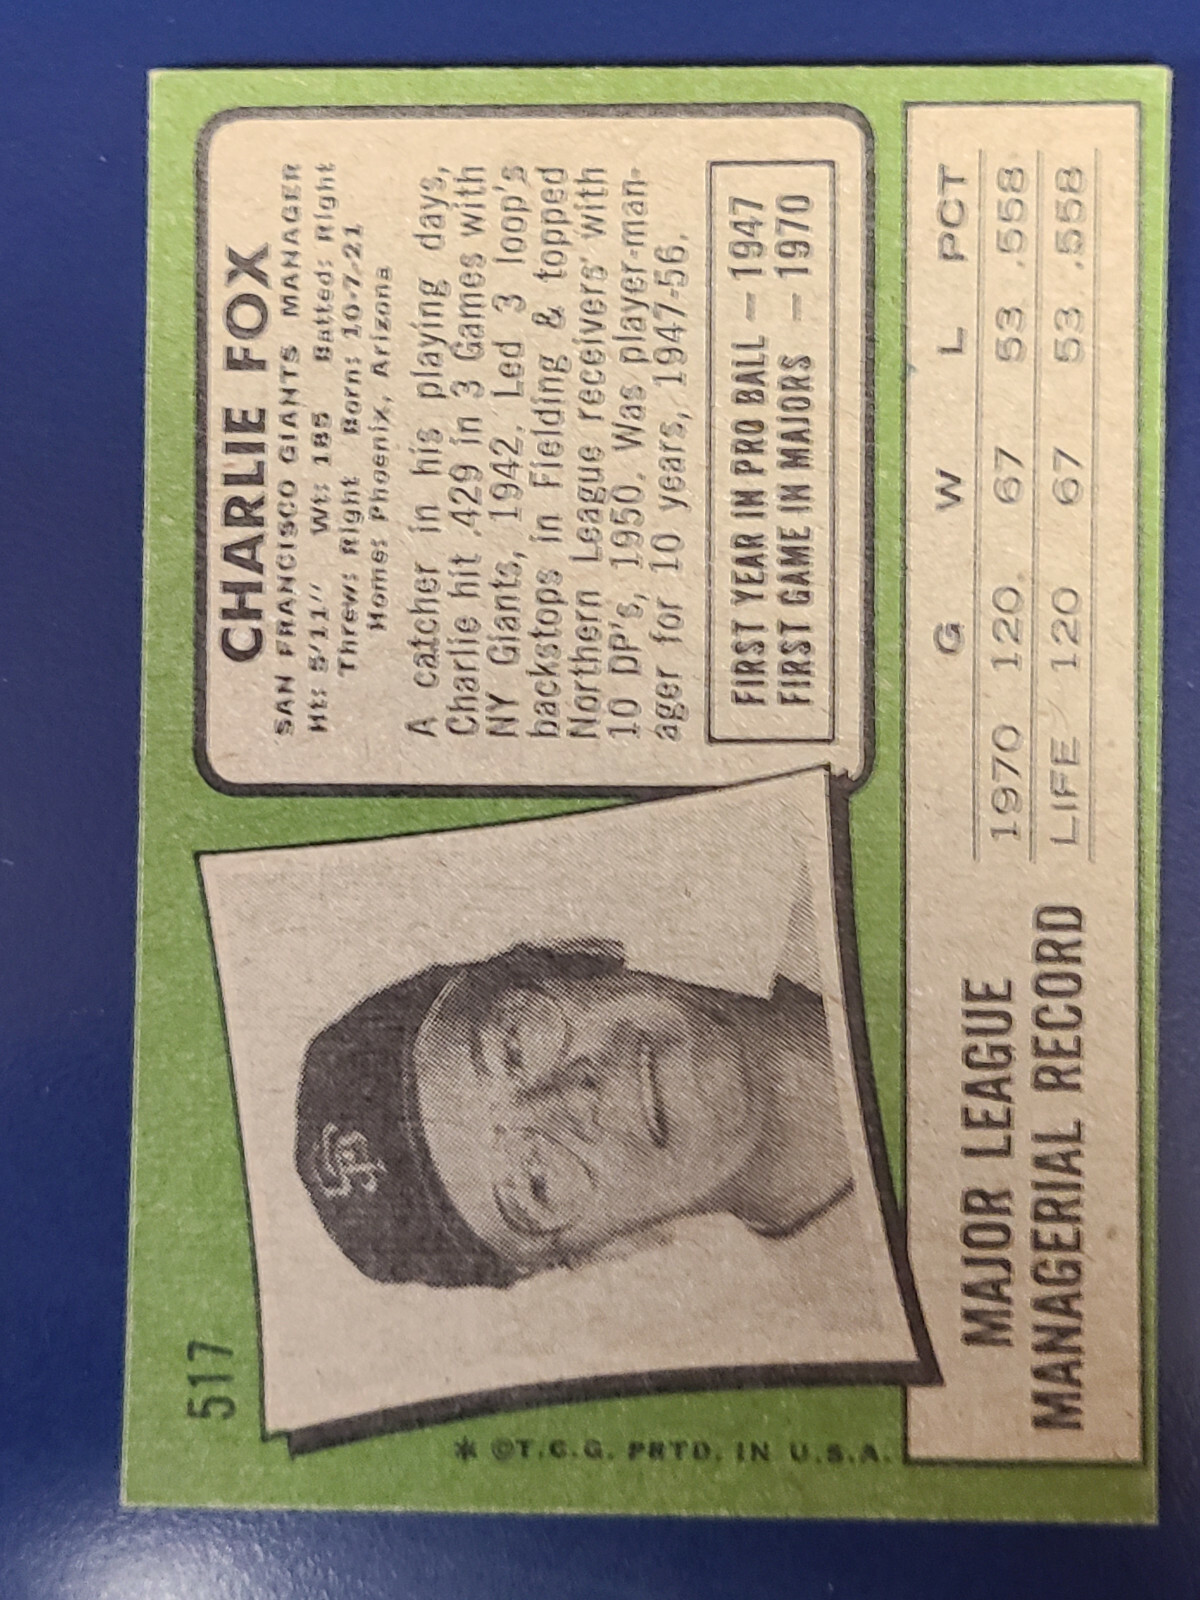 517
CHARLIE FOX
SAN FRANCISCO GIANTS MANAGER
Ht: 5'11" Wt: 185 Batted: Right
Threw: Right Born: 10-7-21
Home: Phoenix, Arizona
A catcher in his playing days,
Charlie hit .429 in 3 Games with
NY Giants, 1942. Led 3 loop's
backstops in Fielding & topped
Northern League receivers' with
10 DP's, 1950. Was player-man-
ager for 10 years, 1947-56.
FIRST YEAR IN PRO BALL — 1947
FIRST GAME IN MAJORS — 1970
SF
* ©T.C.G. PRTD. IN U.S.A.
MAJOR LEAGUE
MANAGERIAL RECORD
G W L PCT
1970 120 67 53 .558
LIFE 120 67 53 .558